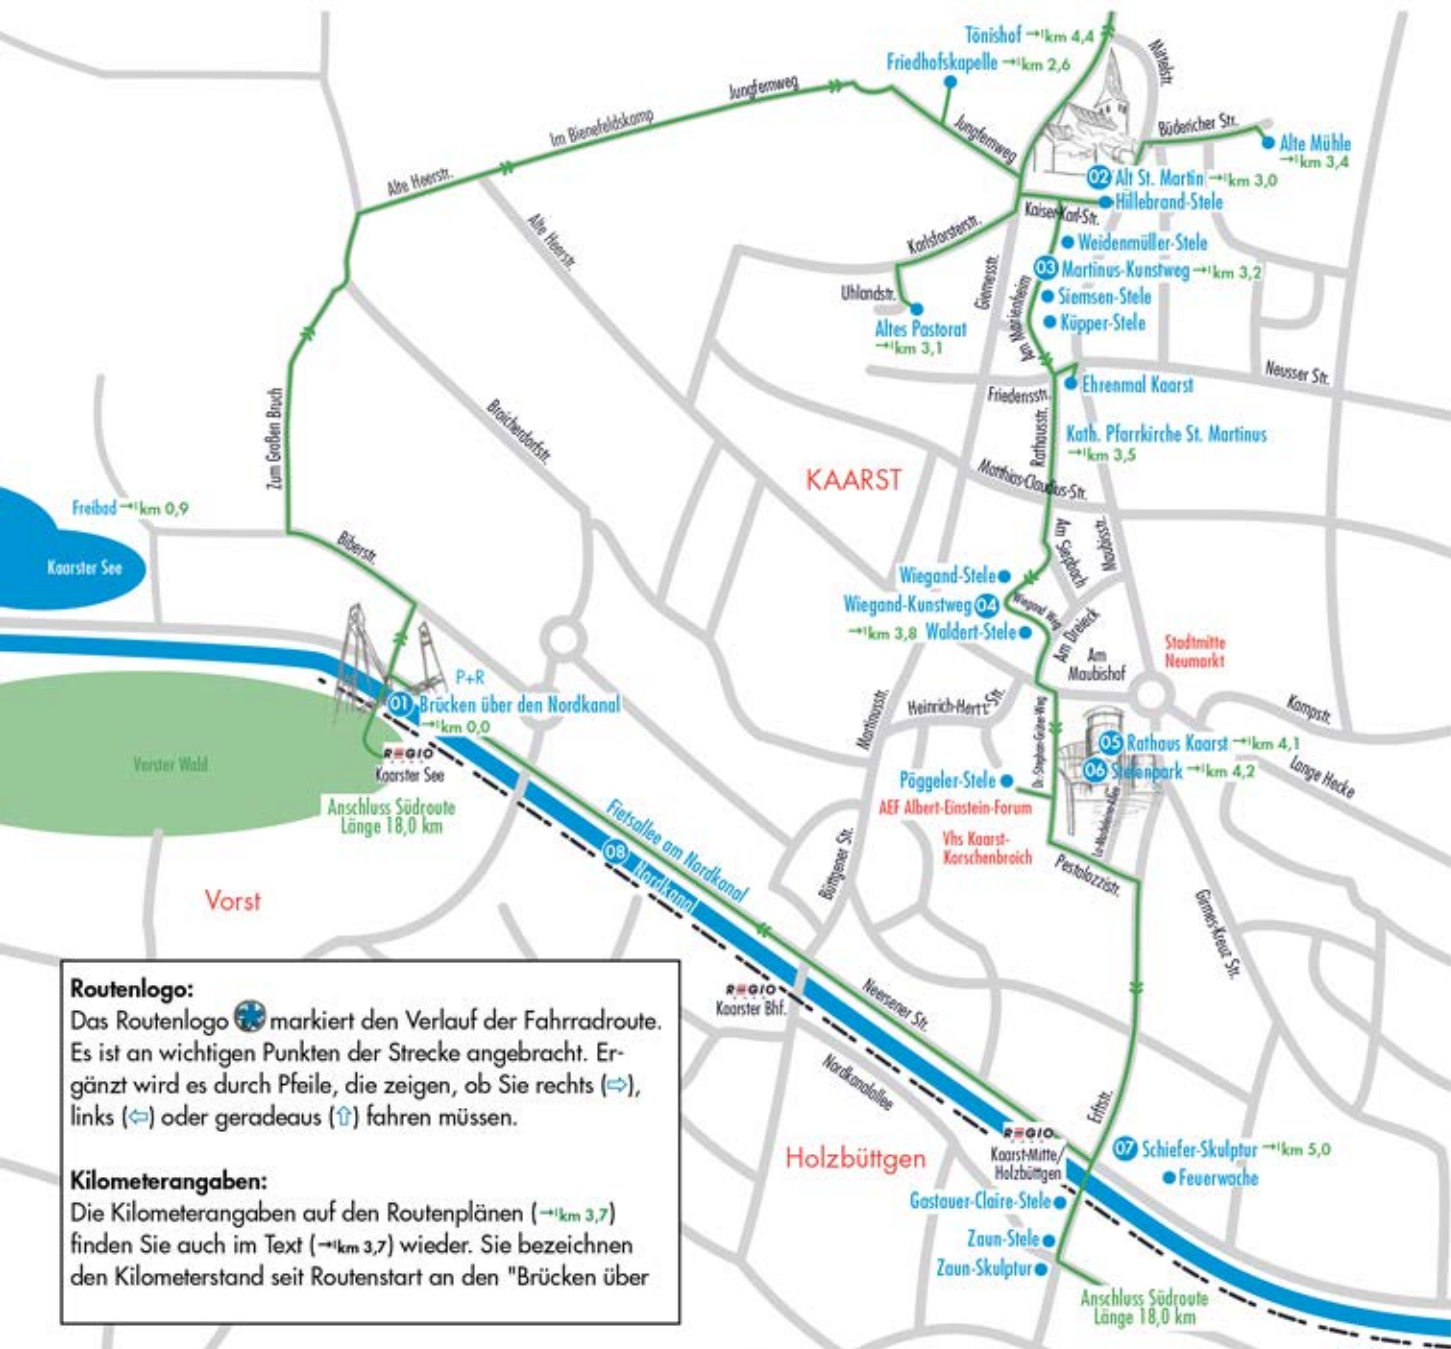 Tönishof →km 4,4
Friedhofskapelle →km 2,6
Mittelstr.
Jungfernweg
Im Bienefeldskamp
Jungfernweg
Büdericher Str.
Alte Mühle
→km 3,4
Alte Heerstr.
02 Alt St. Martin →km 3,0
Hillebrand-Stele
Kaiser-Karl-Str.
Karlsforsterstr.
Alte Heerstr.
Weidenmüller-Stele
03 Martinus-Kunstweg →km 3,2
Giemesstr.
Uhlandstr.
Siemsen-Stele
Am Marienheim
Küpper-Stele
Altes Pastorat
→km 3,1
Neusser Str.
Ehrenmal Kaarst
Friedensstr.
Zum Großen Bruch
Broicherdorfstr.
Rathausstr.
Kath. Pfarrkirche St. Martinus
→km 3,5
KAARST
Matthias-Claudius-Str.
Freibad →km 0,9
Biberstr.
Am Siepbach
Maubisstr.
Kaarster See
Wiegand-Stele
Wiegand-Kunstweg 04
Wiegand Weg
→km 3,8 Waldert-Stele
Am Dreieck
Am
Maubishof
Stadtmitte
Neumarkt
P+R
01 Brücken über den Nordkanal
→km 0,0
Martinusstr.
Heinrich-Hertz-Str.
Kampstr.
Dr.-Stephan-Grüter-Weg
05 Rathaus Kaarst →km 4,1
06 Stelenpark →km 4,2
Lange Hecke
REGIO
Kaarster See
Vorster Wald
Pöggeler-Stele
AEF Albert-Einstein-Forum
Anschluss Südroute
Länge 18,0 km
Fietsallee am Nordkanal
08 Nordkanal
Vhs Kaarst-
Korschenbroich
La-Madeleine-Allee
Büttgener Str.
Pestalozzistr.
Vorst
Girmes-Kreuz Str.
REGIO
Kaarster Bhf.
Neersener Str.
Nordkanalallee
Erftstr.
REGIO
Kaarst-Mitte/
Holzbüttgen
Holzbüttgen
07 Schiefer-Skulptur →km 5,0
Feuerwache
Gastauer-Claire-Stele
Zaun-Stele
Zaun-Skulptur
Anschluss Südroute
Länge 18,0 km
Routenlogo:
Das Routenlogo markiert den Verlauf der Fahrradroute.
Es ist an wichtigen Punkten der Strecke angebracht. Er-
gänzt wird es durch Pfeile, die zeigen, ob Sie rechts (⇨),
links (⇦) oder geradeaus (⇧) fahren müssen.
Kilometerangaben:
Die Kilometerangaben auf den Routenplänen (→km 3,7)
finden Sie auch im Text (→km 3,7) wieder. Sie bezeichnen
den Kilometerstand seit Routenstart an den "Brücken über